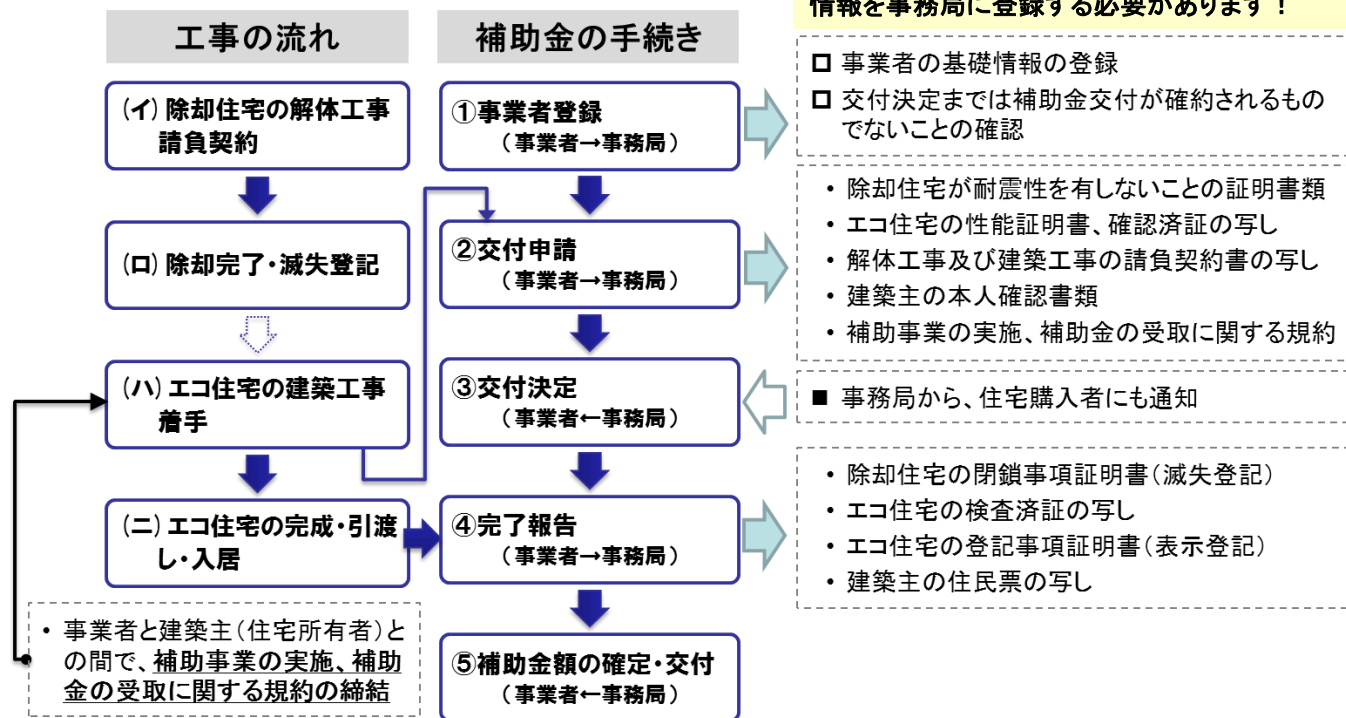 情報を事務局に登録する必要があります！
工事の流れ
(イ) 除却住宅の解体工事
請負契約
(ロ) 除却完了・滅失登記
(ハ) エコ住宅の建築工事
着手
(ニ) エコ住宅の完成・引渡
し・入居
・ 事業者と建築主(住宅所有者)と
の間で、補助事業の実施、補助
金の受取に関する規約の締結
補助金の手続き
①事業者登録
（事業者→事務局）
②交付申請
（事業者→事務局）
③交付決定
（事業者←事務局）
④完了報告
（事業者→事務局）
⑤補助金額の確定・交付
（事業者←事務局）
□ 事業者の基礎情報の登録
□ 交付決定までは補助金交付が確約されるもの
でないことの確認
・ 除却住宅が耐震性を有しないことの証明書類
・ エコ住宅の性能証明書、確認済証の写し
・ 解体工事及び建築工事の請負契約書の写し
・ 建築主の本人確認書類
・ 補助事業の実施、補助金の受取に関する規約
■ 事務局から、住宅購入者にも通知
・ 除却住宅の閉鎖事項証明書(滅失登記)
・ エコ住宅の検査済証の写し
・ エコ住宅の登記事項証明書(表示登記)
・ 建築主の住民票の写し